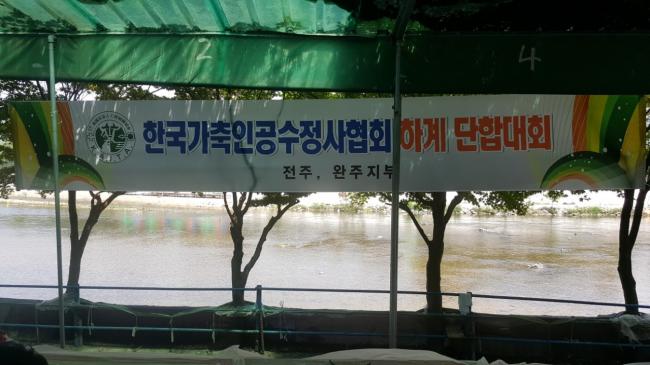 2
4
한국가축인공수정사협회 하계 단합대회
전주, 완주지부